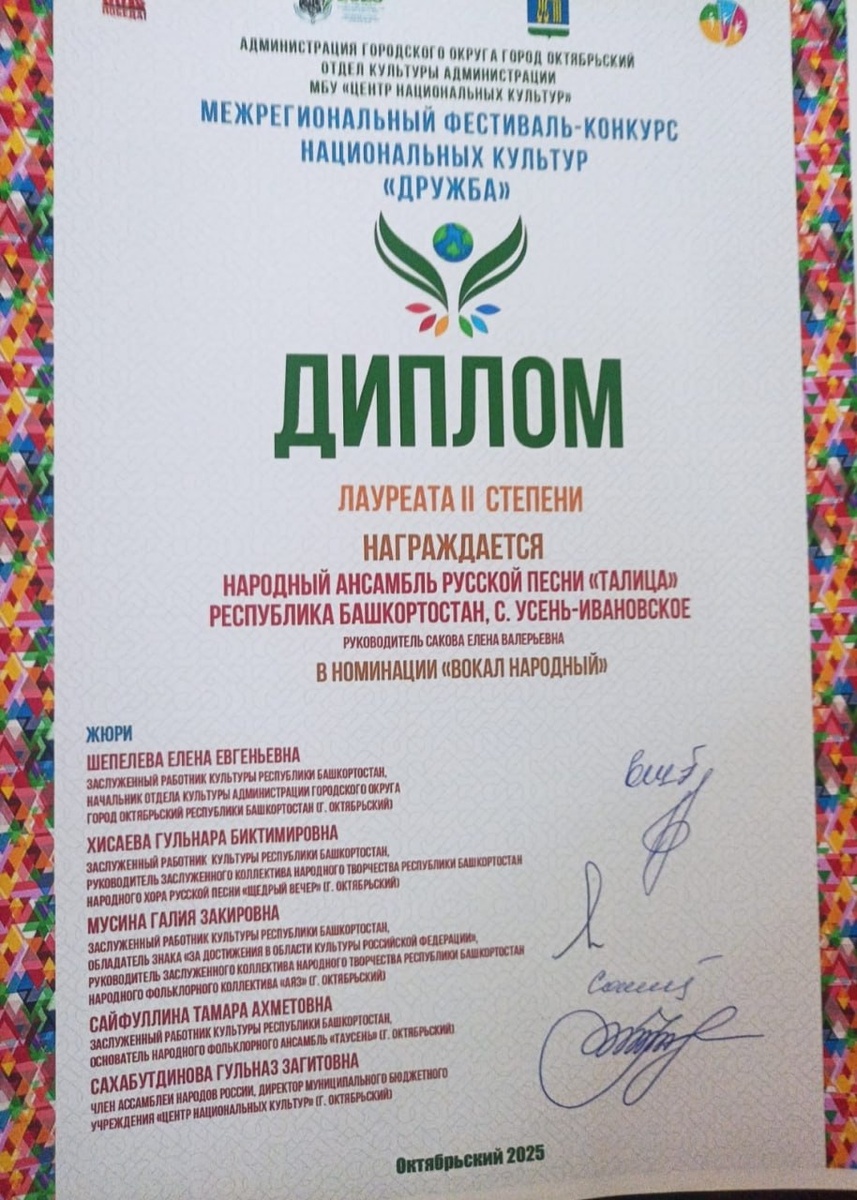 ПОБЕДА!
АДМИНИСТРАЦИЯ ГОРОДСКОГО ОКРУГА ГОРОД ОКТЯБРЬСКИЙ
ОТДЕЛ КУЛЬТУРЫ АДМИНИСТРАЦИИ
МБУ «ЦЕНТР НАЦИОНАЛЬНЫХ КУЛЬТУР»
МЕЖРЕГИОНАЛЬНЫЙ ФЕСТИВАЛЬ-КОНКУРС
НАЦИОНАЛЬНЫХ КУЛЬТУР
«ДРУЖБА»
ДИПЛОМ
ЛАУРЕАТА II СТЕПЕНИ
НАГРАЖДАЕТСЯ
НАРОДНЫЙ АНСАМБЛЬ РУССКОЙ ПЕСНИ «ТАЛИЦА»
РЕСПУБЛИКА БАШКОРТОСТАН, С. УСЕНЬ-ИВАНОВСКОЕ
РУКОВОДИТЕЛЬ САКОВА ЕЛЕНА ВАЛЕРЬЕВНА
В НОМИНАЦИИ «ВОКАЛ НАРОДНЫЙ»
ЖЮРИ
ШЕПЕЛЕВА ЕЛЕНА ЕВГЕНЬЕВНА
ЗАСЛУЖЕННЫЙ РАБОТНИК КУЛЬТУРЫ РЕСПУБЛИКИ БАШКОРТОСТАН,
НАЧАЛЬНИК ОТДЕЛА КУЛЬТУРЫ АДМИНИСТРАЦИИ ГОРОДСКОГО ОКРУГА
ГОРОД ОКТЯБРЬСКИЙ РЕСПУБЛИКИ БАШКОРТОСТАН (Г. ОКТЯБРЬСКИЙ)
ХИСАЕВА ГУЛЬНАРА БИКТИМИРОВНА
ЗАСЛУЖЕННЫЙ РАБОТНИК КУЛЬТУРЫ РЕСПУБЛИКИ БАШКОРТОСТАН,
РУКОВОДИТЕЛЬ ЗАСЛУЖЕННОГО КОЛЛЕКТИВА НАРОДНОГО ТВОРЧЕСТВА РЕСПУБЛИКИ БАШКОРТОСТАН
НАРОДНОГО ХОРА РУССКОЙ ПЕСНИ «ЩЕДРЫЙ ВЕЧЕР» (Г. ОКТЯБРЬСКИЙ)
МУСИНА ГАЛИЯ ЗАКИРОВНА
ЗАСЛУЖЕННЫЙ РАБОТНИК КУЛЬТУРЫ РЕСПУБЛИКИ БАШКОРТОСТАН,
ОБЛАДАТЕЛЬ ЗНАКА «ЗА ДОСТИЖЕНИЯ В ОБЛАСТИ КУЛЬТУРЫ РОССИЙСКОЙ ФЕДЕРАЦИИ»,
РУКОВОДИТЕЛЬ ЗАСЛУЖЕННОГО КОЛЛЕКТИВА НАРОДНОГО ТВОРЧЕСТВА РЕСПУБЛИКИ БАШКОРТОСТАН
НАРОДНОГО ФОЛЬКЛОРНОГО КОЛЛЕКТИВА «АЯЗ» (Г. ОКТЯБРЬСКИЙ)
САЙФУЛЛИНА ТАМАРА АХМЕТОВНА
ЗАСЛУЖЕННЫЙ РАБОТНИК КУЛЬТУРЫ РЕСПУБЛИКИ БАШКОРТОСТАН,
ОСНОВАТЕЛЬ НАРОДНОГО ФОЛЬКЛОРНОГО АНСАМБЛЬ «ТАУСЕНЬ» (Г. ОКТЯБРЬСКИЙ)
САХАБУТДИНОВА ГУЛЬНАЗ ЗАГИТОВНА
ЧЛЕН АССАМБЛЕИ НАРОДОВ РОССИИ, ДИРЕКТОР МУНИЦИПАЛЬНОГО БЮДЖЕТНОГО
УЧРЕЖДЕНИЯ «ЦЕНТР НАЦИОНАЛЬНЫХ КУЛЬТУР» (Г. ОКТЯБРЬСКИЙ)
Октябрьский 2025